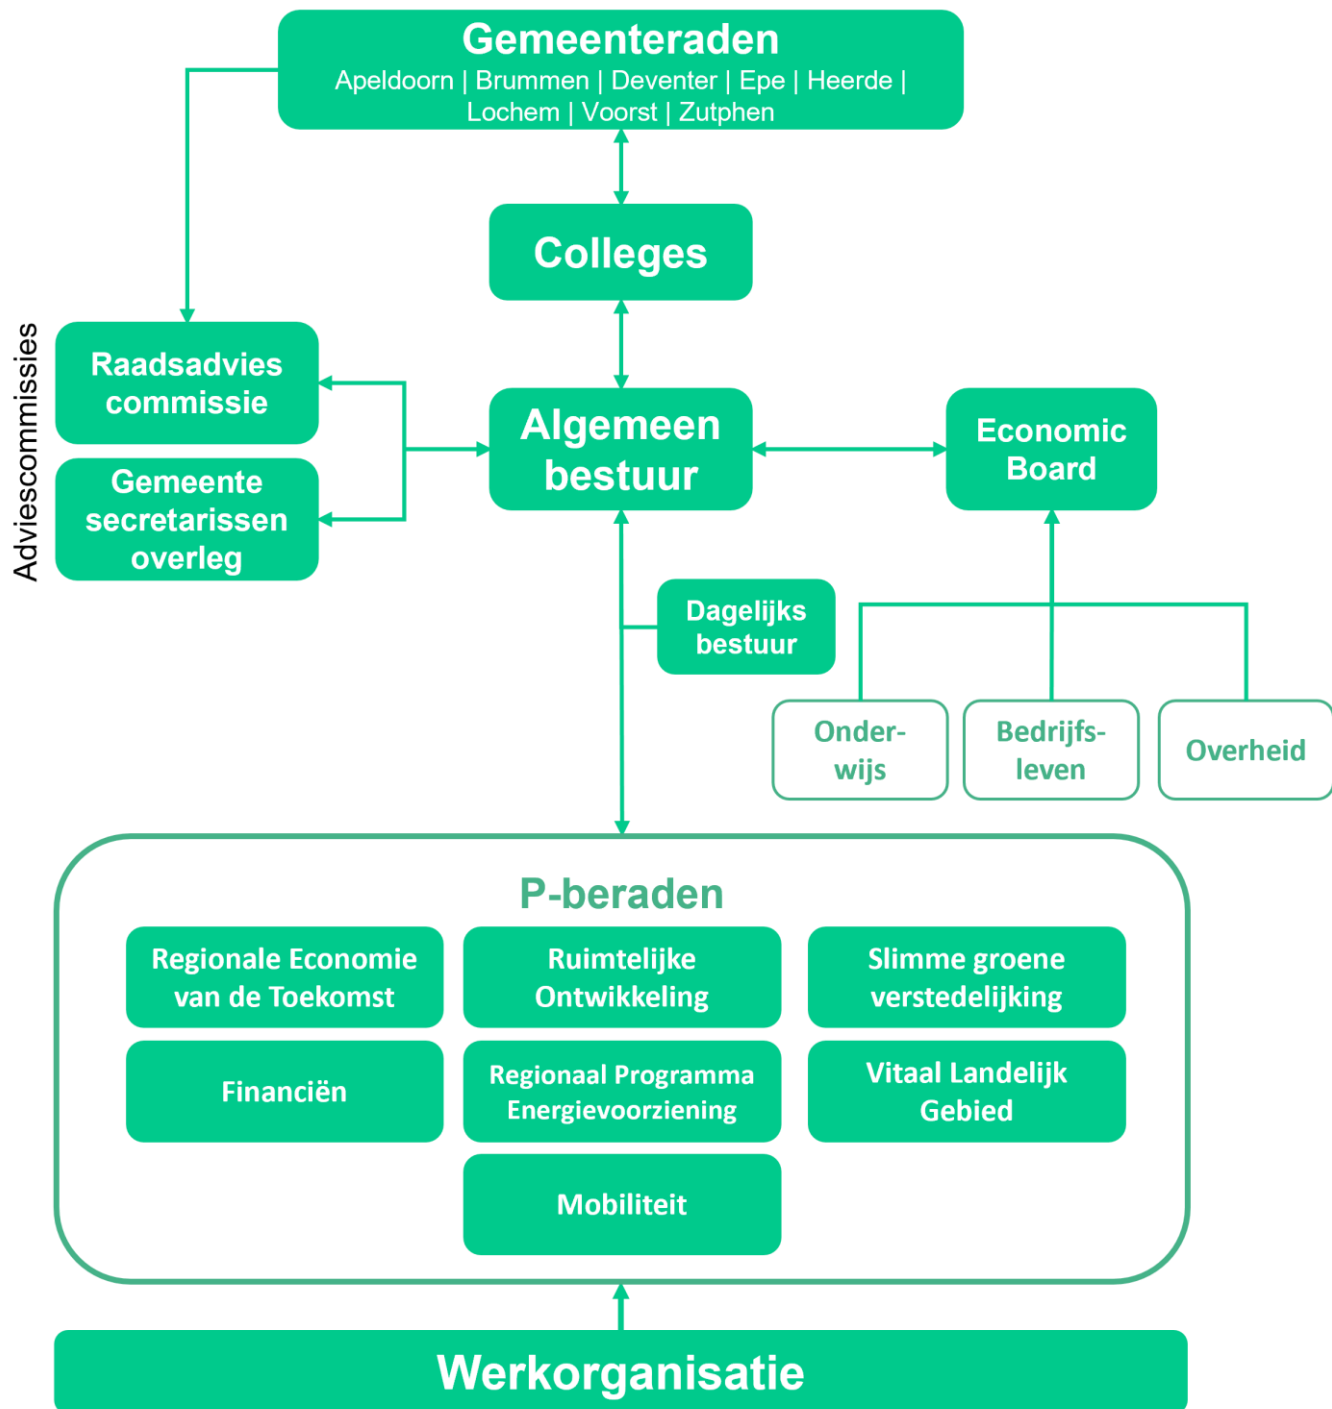 Gemeenteraden
Apeldoorn | Brummen | Deventer | Epe | Heerde |
Lochem | Voorst | Zutphen
Colleges
Adviescommissies
Raadsadvies
commissie
Gemeente
secretarissen
overleg
Algemeen
bestuur
Economic
Board
Dagelijks
bestuur
Onder-
wijs
Bedrijfs-
leven
Overheid
P-beraden
Regionale Economie
van de Toekomst
Ruimtelijke
Ontwikkeling
Slimme groene
verstedelijking
Financiën
Regionaal Programma
Energievoorziening
Vitaal Landelijk
Gebied
Mobiliteit
Werkorganisatie